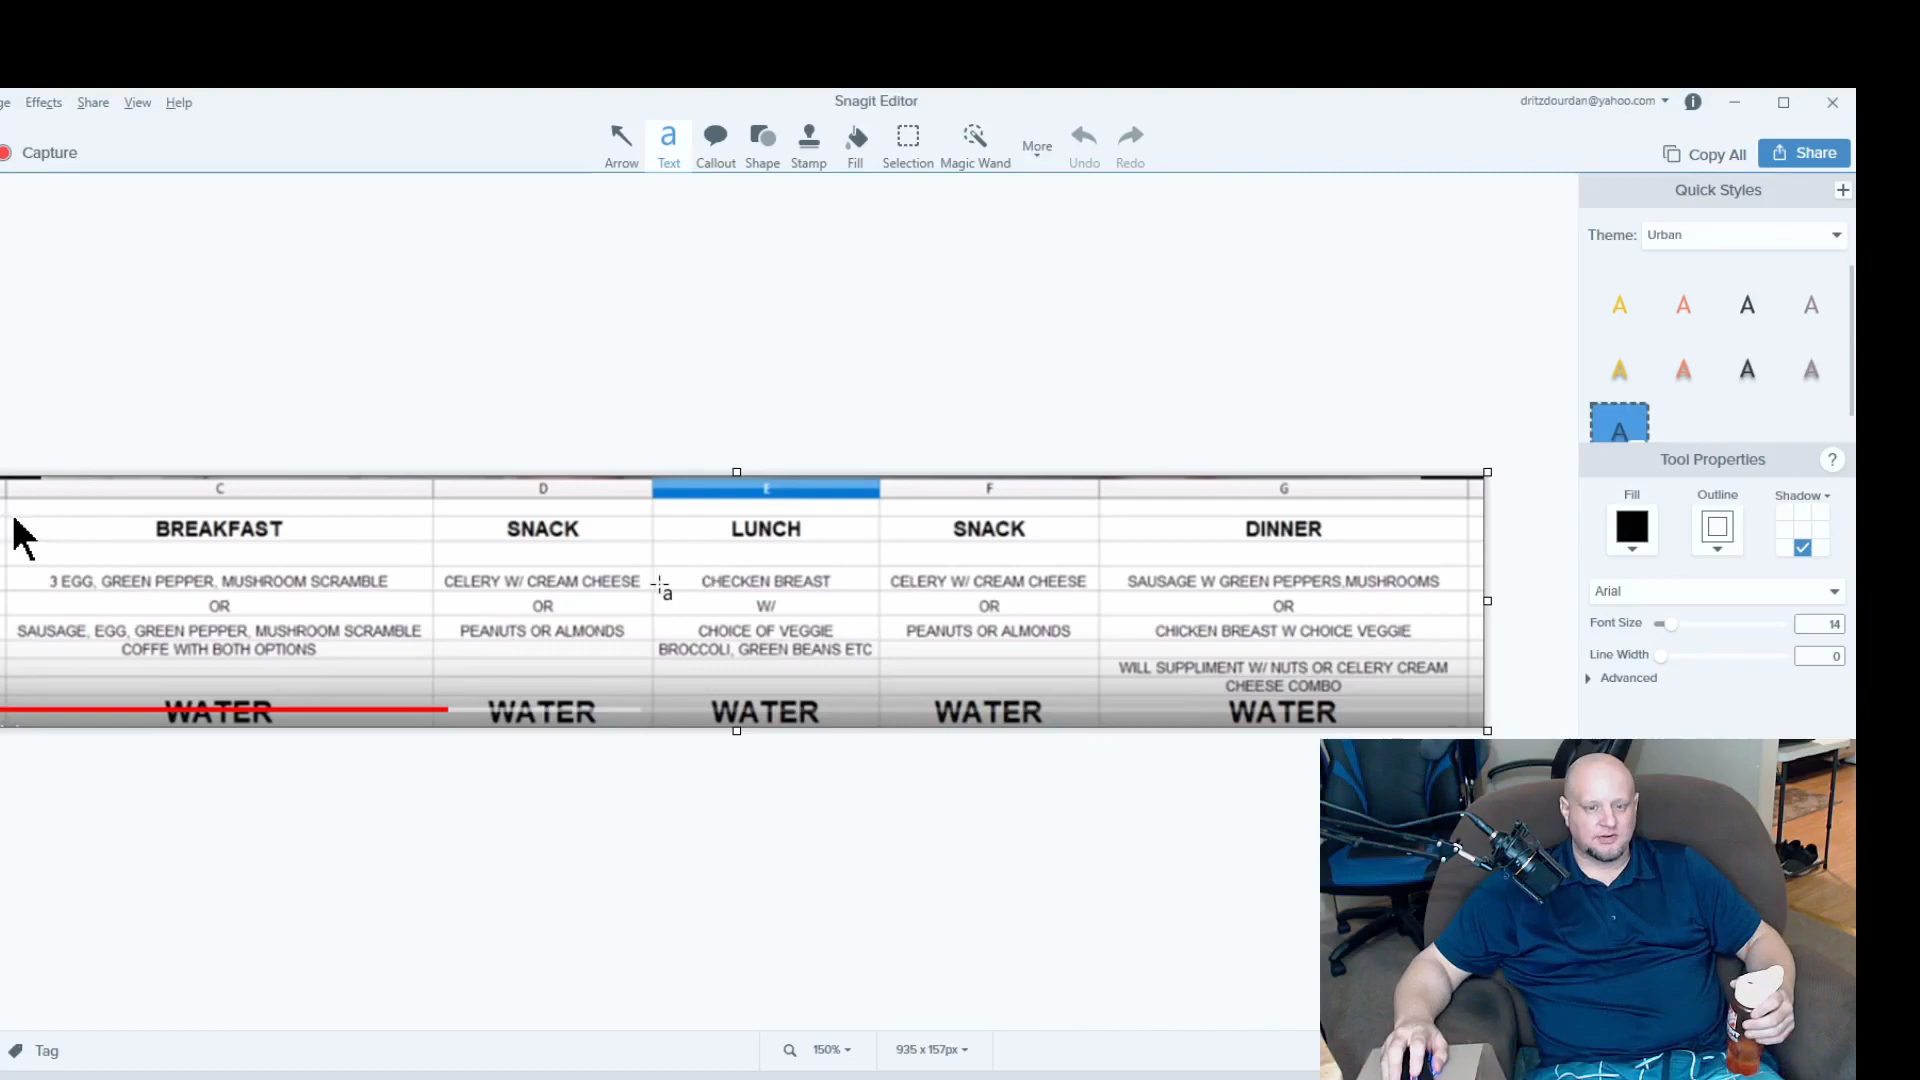 ge Effects Share View Help
Snagit Editor
dritzdourdan@yahoo.com
Capture
Arrow Text Callout Shape Stamp Fill Selection Magic Wand More Undo Redo
Copy All Share
Quick Styles
Theme: Urban
A A A A
A A A A
A
Tool Properties ?
Fill Outline Shadow
Arial
Font Size 14
Line Width 0
Advanced
C D E F G
BREAKFAST SNACK LUNCH SNACK DINNER
3 EGG, GREEN PEPPER, MUSHROOM SCRAMBLE CELERY W/ CREAM CHEESE a CHECKEN BREAST CELERY W/ CREAM CHEESE SAUSAGE W GREEN PEPPERS,MUSHROOMS
OR OR W/ OR OR
SAUSAGE, EGG, GREEN PEPPER, MUSHROOM SCRAMBLE PEANUTS OR ALMONDS CHOICE OF VEGGIE PEANUTS OR ALMONDS CHICKEN BREAST W CHOICE VEGGIE
COFFE WITH BOTH OPTIONS BROCCOLI, GREEN BEANS ETC
WILL SUPPLIMENT W/ NUTS OR CELERY CREAM
CHEESE COMBO
WATER WATER WATER WATER WATER
Tag
150% 935 x 157px